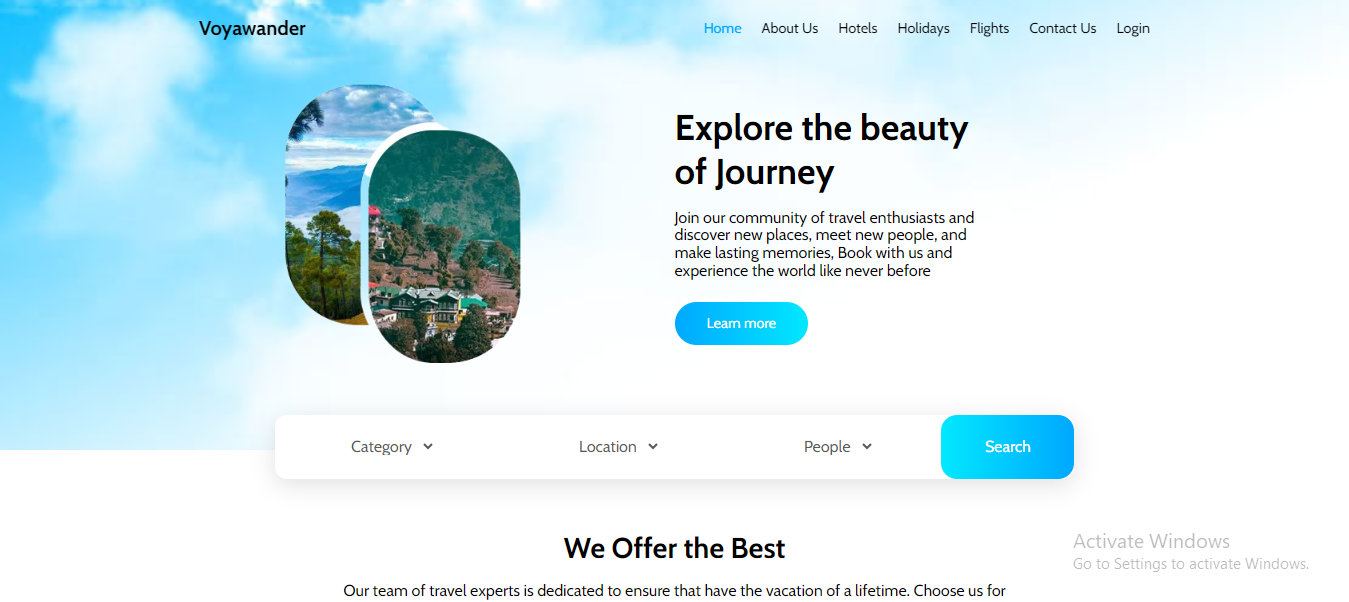 Voyawander
Home About Us Hotels Holidays Flights Contact Us Login
Explore the beauty
of Journey
Join our community of travel enthusiasts and
discover new places, meet new people, and
make lasting memories, Book with us and
experience the world like never before
Learn more
Category Location People Search
We Offer the Best
Activate Windows
Go to Settings to activate Windows.
Our team of travel experts is dedicated to ensure that have the vacation of a lifetime. Choose us for